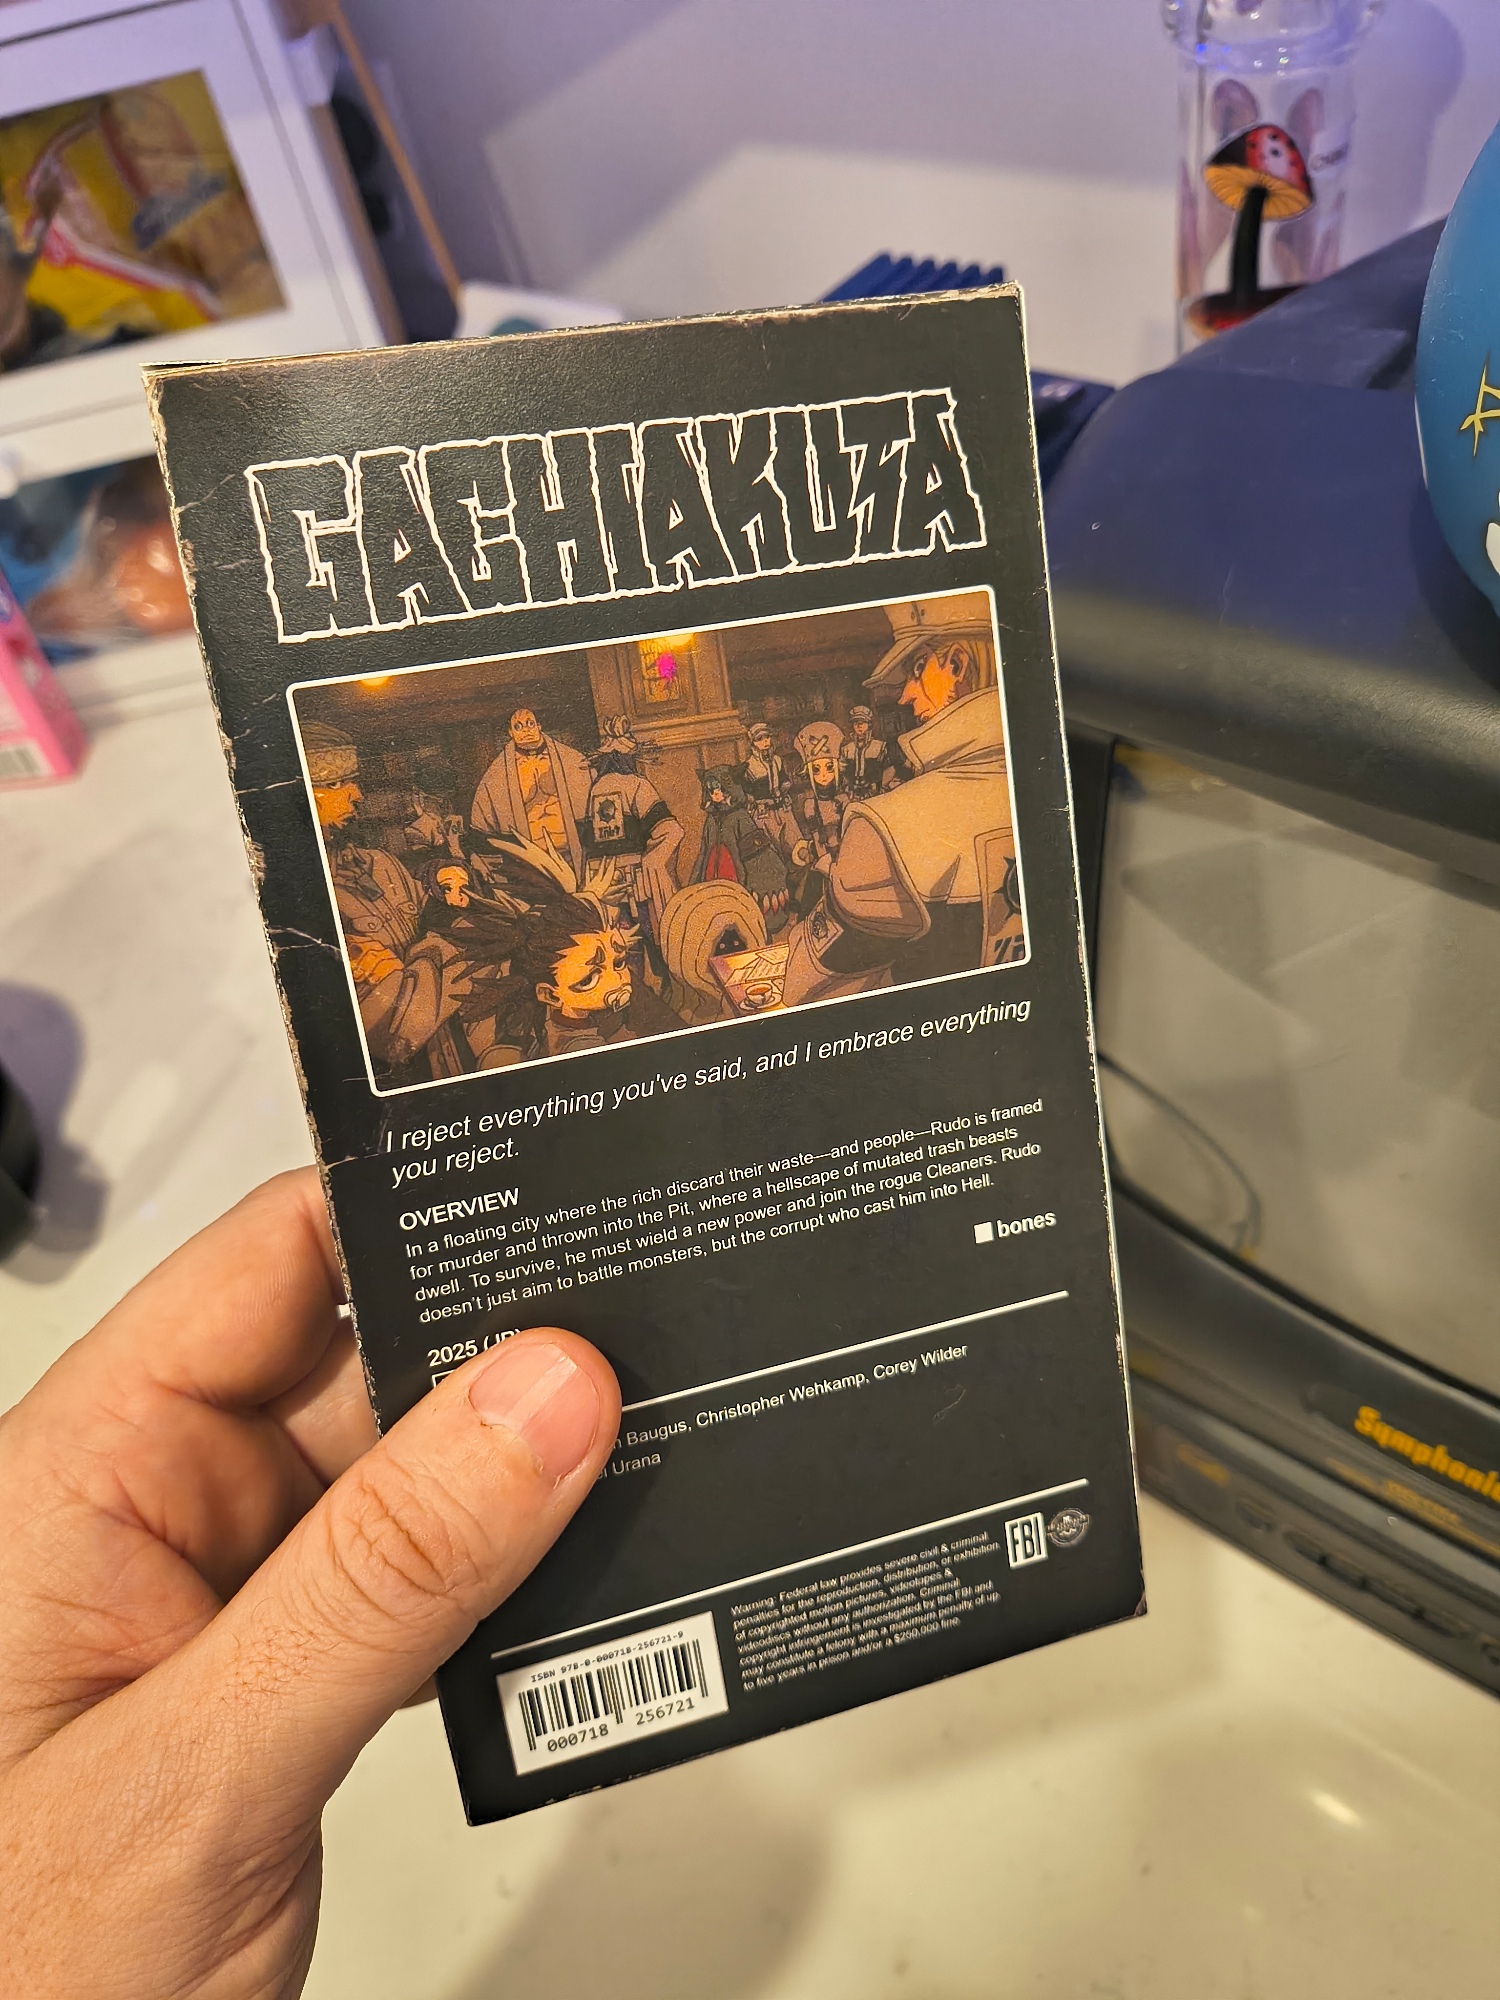 GACHIAKUTA
I reject everything you've said, and I embrace everything
you reject.
OVERVIEW
In a floating city where the rich discard their waste—and people—Rudo is framed
for murder and thrown into the Pit, where a hellscape of mutated trash beasts
dwell. To survive, he must wield a new power and join the rogue Cleaners. Rudo
doesn't just aim to battle monsters, but the corrupt who cast him into Hell.
bones
2025 (JP)
Baugus, Christopher Wehkamp, Corey Wilder
Urana
FBI
Warning: Federal law provides severe civil & criminal
penalties for the reproduction, distribution, or exhibition
of copyrighted motion pictures, videotapes &
videodiscs without any authorization. Criminal
copyright infringement is investigated by the FBI and
may constitute a felony with a maximum penalty of up
to five years in prison and/or a $250,000 fine.
ISBN 978-0-000718-256721-9
000718 256721
Symphonic